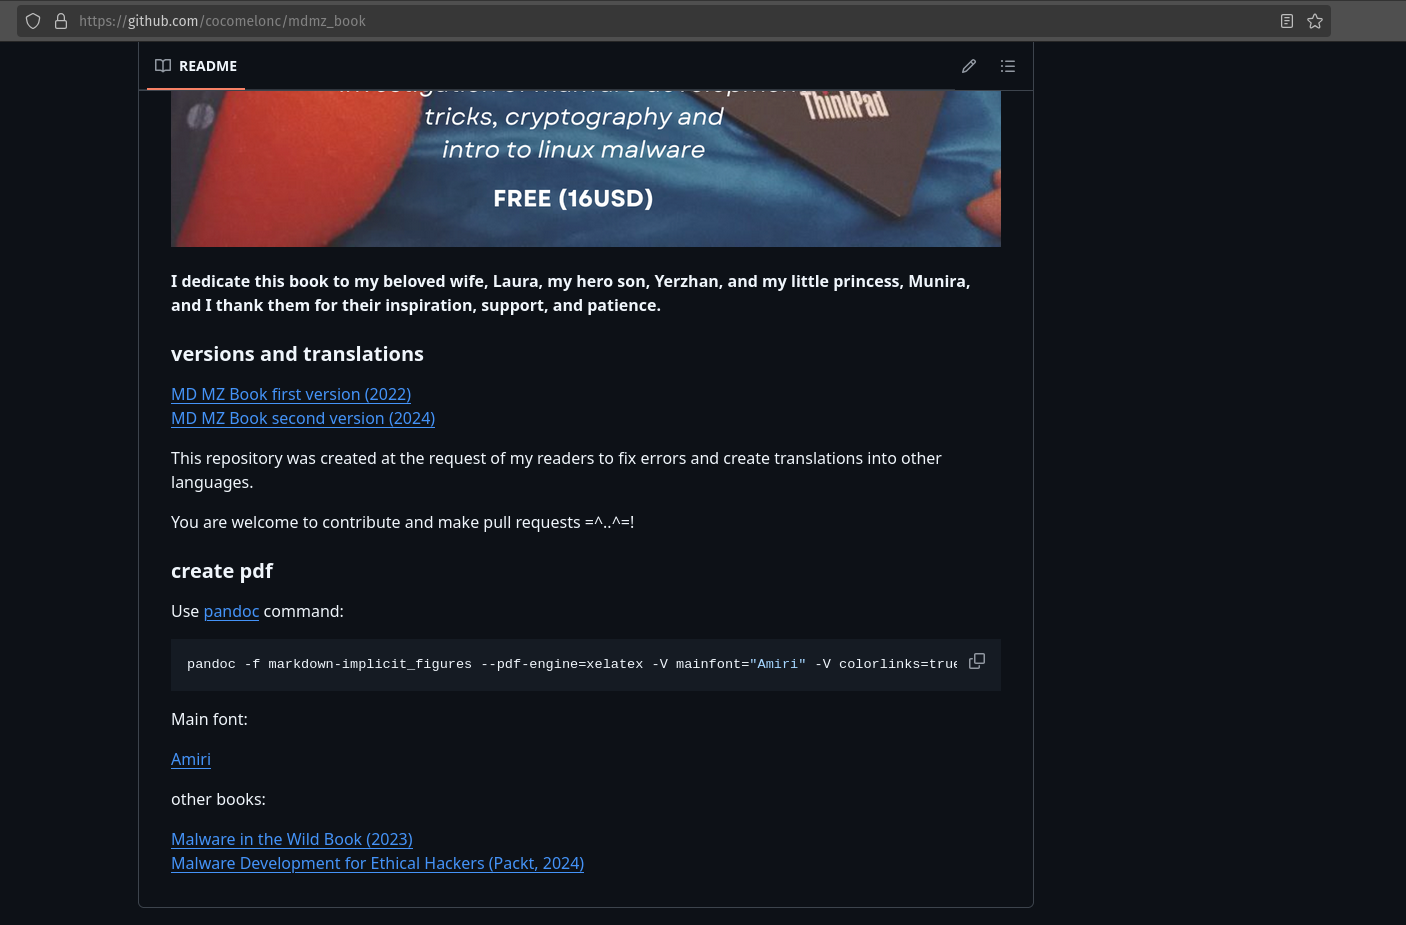 https://github.com/cocomelonc/mdmz_book
README
tricks, cryptography and
intro to linux malware
FREE (16USD)
ThinkPad
I dedicate this book to my beloved wife, Laura, my hero son, Yerzhan, and my little princess, Munira,
and I thank them for their inspiration, support, and patience.
versions and translations
MD MZ Book first version (2022)
MD MZ Book second version (2024)
This repository was created at the request of my readers to fix errors and create translations into other
languages.
You are welcome to contribute and make pull requests =^..^=!
create pdf
Use pandoc command:
pandoc -f markdown-implicit_figures --pdf-engine=xelatex -V mainfont="Amiri" -V colorlinks=true
Main font:
Amiri
other books:
Malware in the Wild Book (2023)
Malware Development for Ethical Hackers (Packt, 2024)